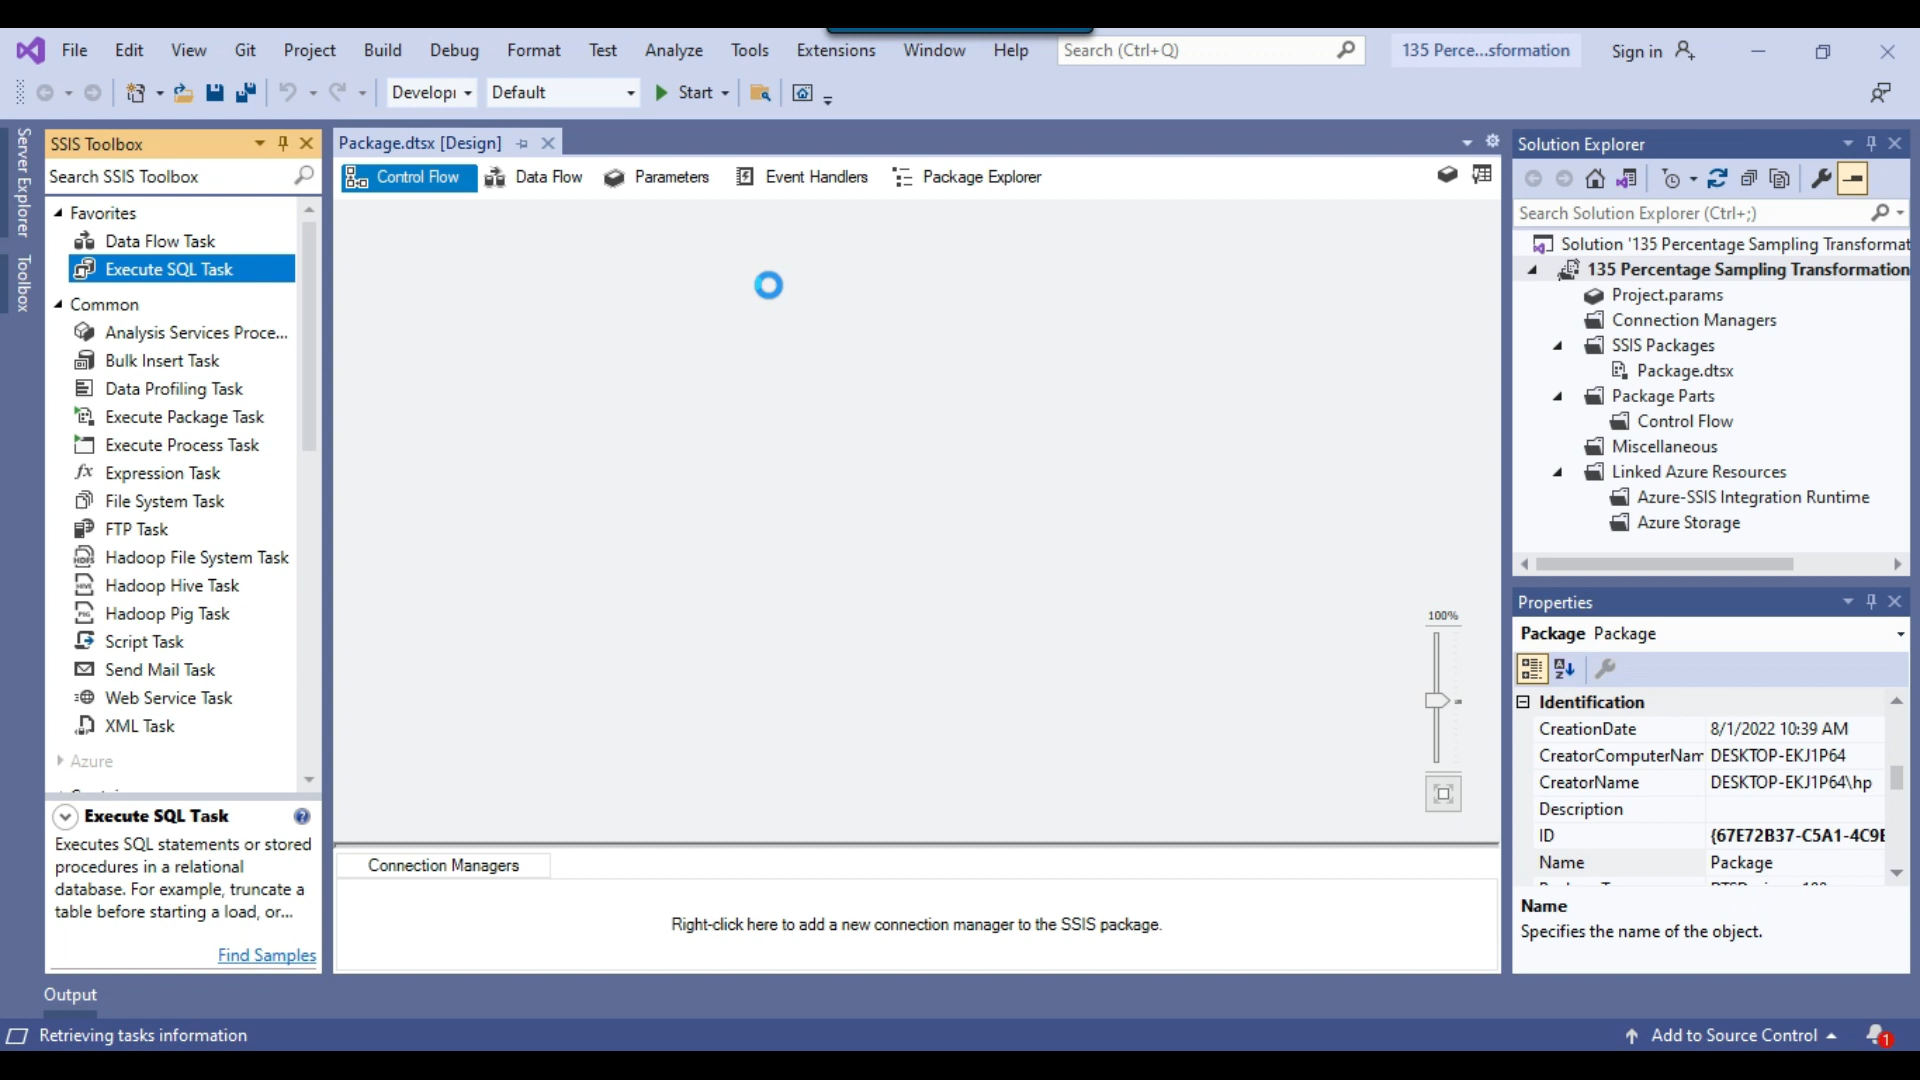 File Edit View Git Project Build Debug Format Test Analyze Tools Extensions Window Help Search (Ctrl+Q) 135 Perce...sformation Sign in
Developi Default Start
Server Explorer
Toolbox
SSIS Toolbox
Search SSIS Toolbox
Favorites
Data Flow Task
Execute SQL Task
Common
Analysis Services Proce...
Bulk Insert Task
Data Profiling Task
Execute Package Task
Execute Process Task
Expression Task
File System Task
FTP Task
Hadoop File System Task
Hadoop Hive Task
Hadoop Pig Task
Script Task
Send Mail Task
Web Service Task
XML Task
Azure
Execute SQL Task
Executes SQL statements or stored
procedures in a relational
database. For example, truncate a
table before starting a load, or...
Find Samples
Package.dtsx [Design]
Control Flow Data Flow Parameters Event Handlers Package Explorer
100%
Connection Managers
Right-click here to add a new connection manager to the SSIS package.
Solution Explorer
Search Solution Explorer (Ctrl+;)
Solution '135 Percentage Sampling Transformat
135 Percentage Sampling Transformation
Project.params
Connection Managers
SSIS Packages
Package.dtsx
Package Parts
Control Flow
Miscellaneous
Linked Azure Resources
Azure-SSIS Integration Runtime
Azure Storage
Properties
Package Package
Identification
CreationDate 8/1/2022 10:39 AM
CreatorComputerNam DESKTOP-EKJ1P64
CreatorName DESKTOP-EKJ1P64\hp
Description
ID {67E72B37-C5A1-4C9E
Name Package
Name
Specifies the name of the object.
Output
Retrieving tasks information
Add to Source Control
1